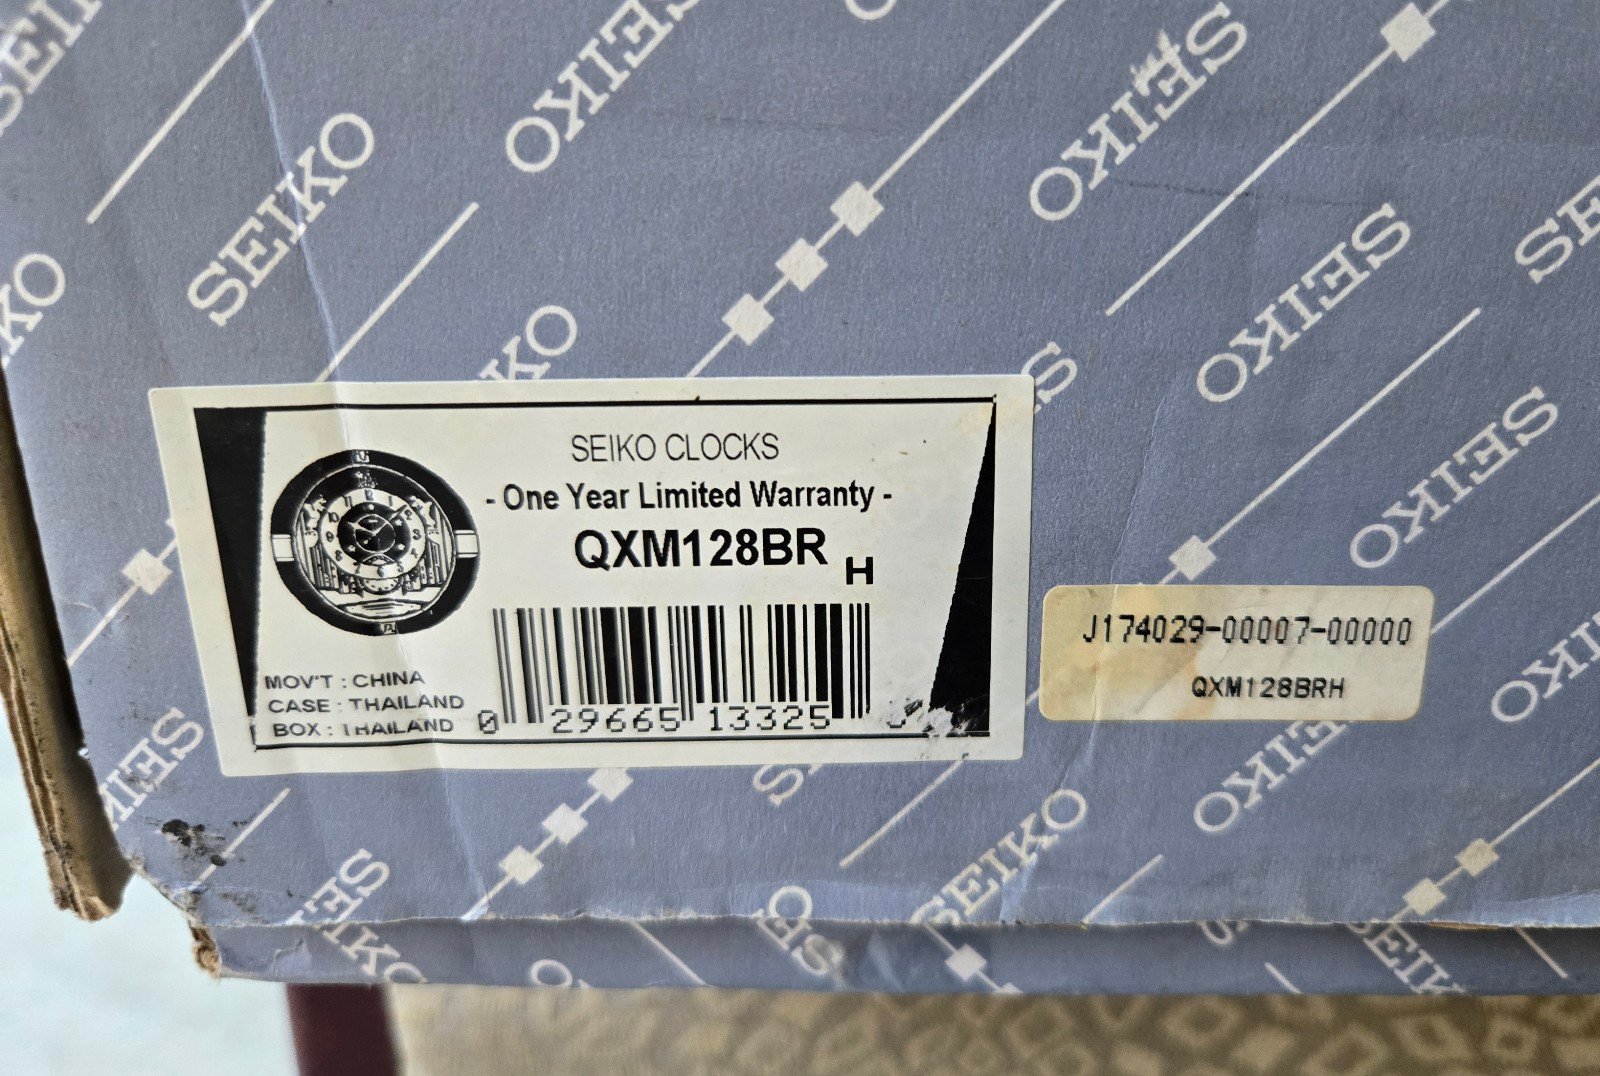 SEIKO
SEIKO
SEIKO
SEIKO
SEIKO
SEIKO
SEIKO CLOCKS
- One Year Limited Warranty -
QXM128BR H
MOV'T : CHINA
CASE : THAILAND
BOX : THAILAND
0 29665 13325
J174029-00007-00000
QXM128BRH
SEIKO
SEIKO
SEIKO
SEIKO